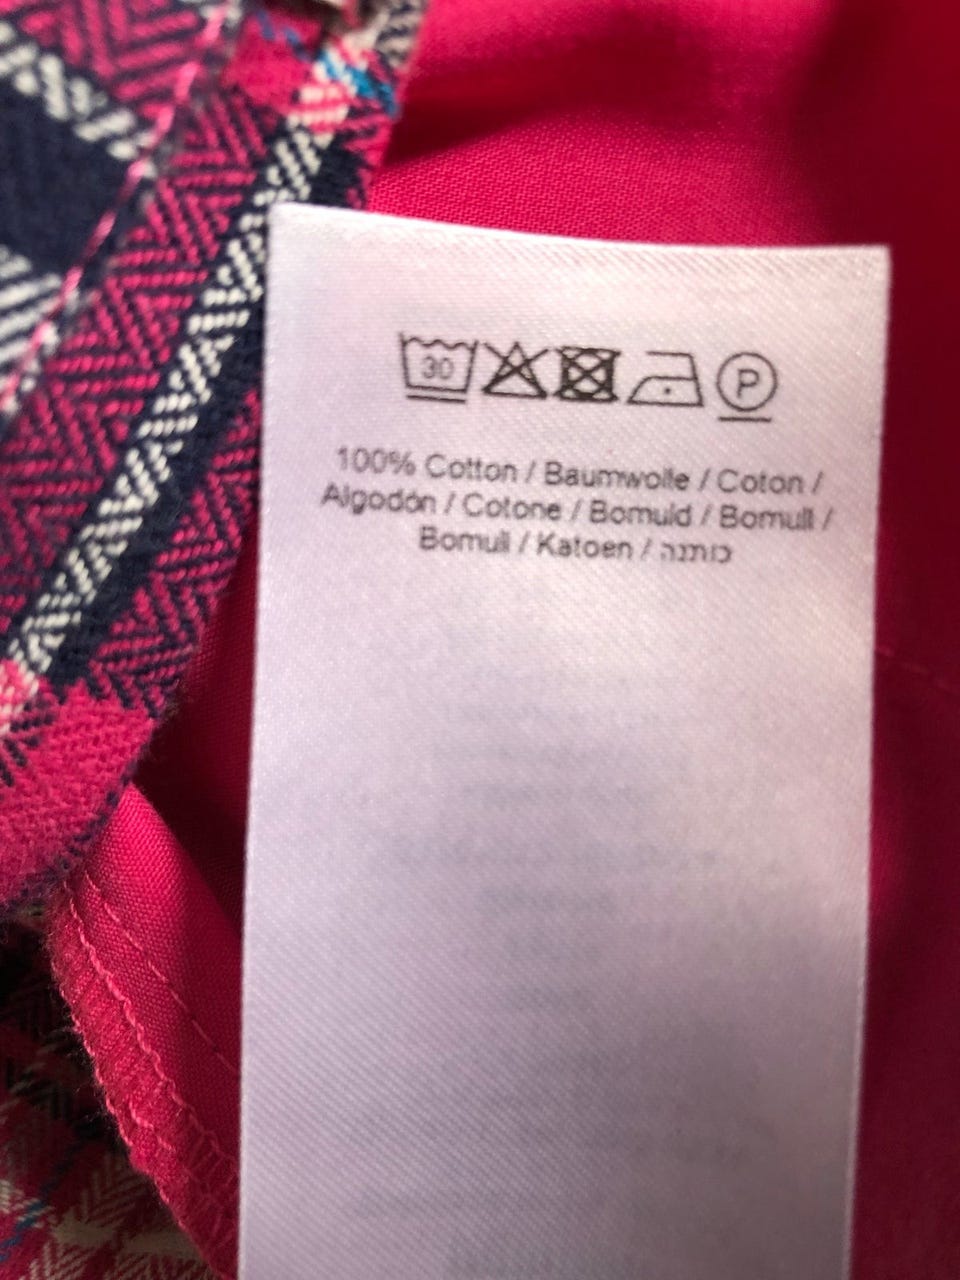 30 P
100% Cotton / Baumwolle / Coton /
Algodón / Cotone / Bomuld / Bomull /
Bomull / Katoen / כותנה